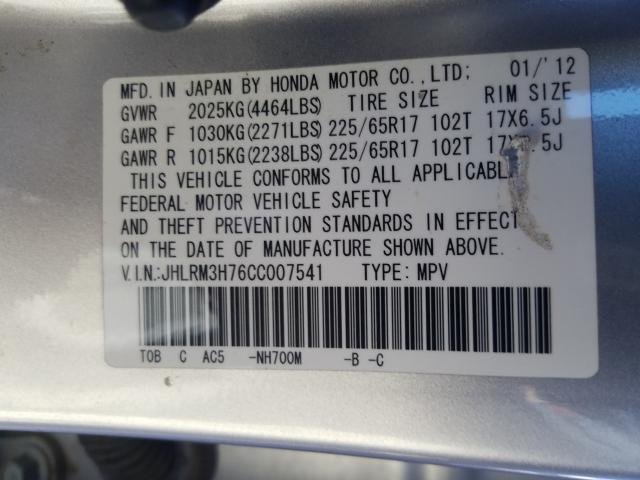 MFD. IN JAPAN BY HONDA MOTOR CO., LTD; 01/'12
GVWR 2025KG(4464LBS) TIRE SIZE RIM SIZE
GAWR F 1030KG(2271LBS) 225/65R17 102T 17X6.5J
GAWR R 1015KG(2238LBS) 225/65R17 102T
THIS VEHICLE CONFORMS TO ALL
FEDERAL MOTOR VEHICLE SAFETY
AND THEFT PREVENTION STANDARDS IN EFFECT
ON THE DATE OF MANUFACTURE SHOWN ABOVE.
V.I.N.:JHLRM3H76CC007541 TYPE: MPV
T0B C AC5 -NH700M -B -C